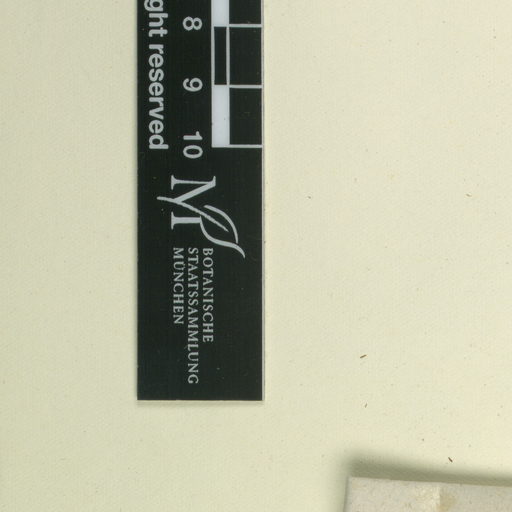 ght reserved
8 9 10
M
BOTANISCHE
STAATSSAMMLUNG
MÜNCHEN